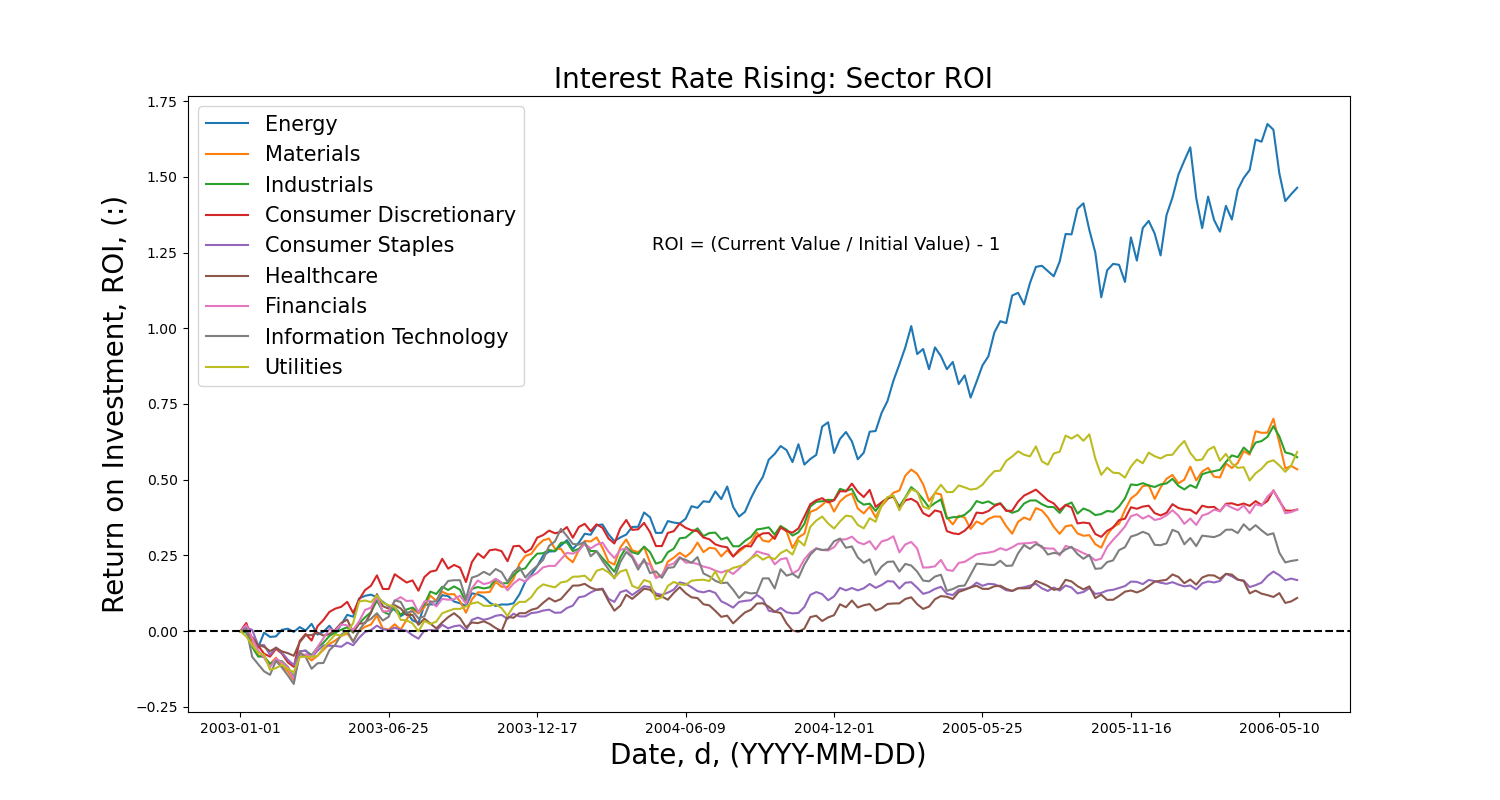 Interest Rate Rising: Sector ROI
Return on Investment, ROI, (:)
1.75
1.50
1.25
1.00
0.75
0.50
0.25
0.00
−0.25
Energy
Materials
Industrials
Consumer Discretionary
Consumer Staples
Healthcare
Financials
Information Technology
Utilities
ROI = (Current Value / Initial Value) - 1
2003-01-01 2003-06-25 2003-12-17 2004-06-09 2004-12-01 2005-05-25 2005-11-16 2006-05-10
Date, d, (YYYY-MM-DD)